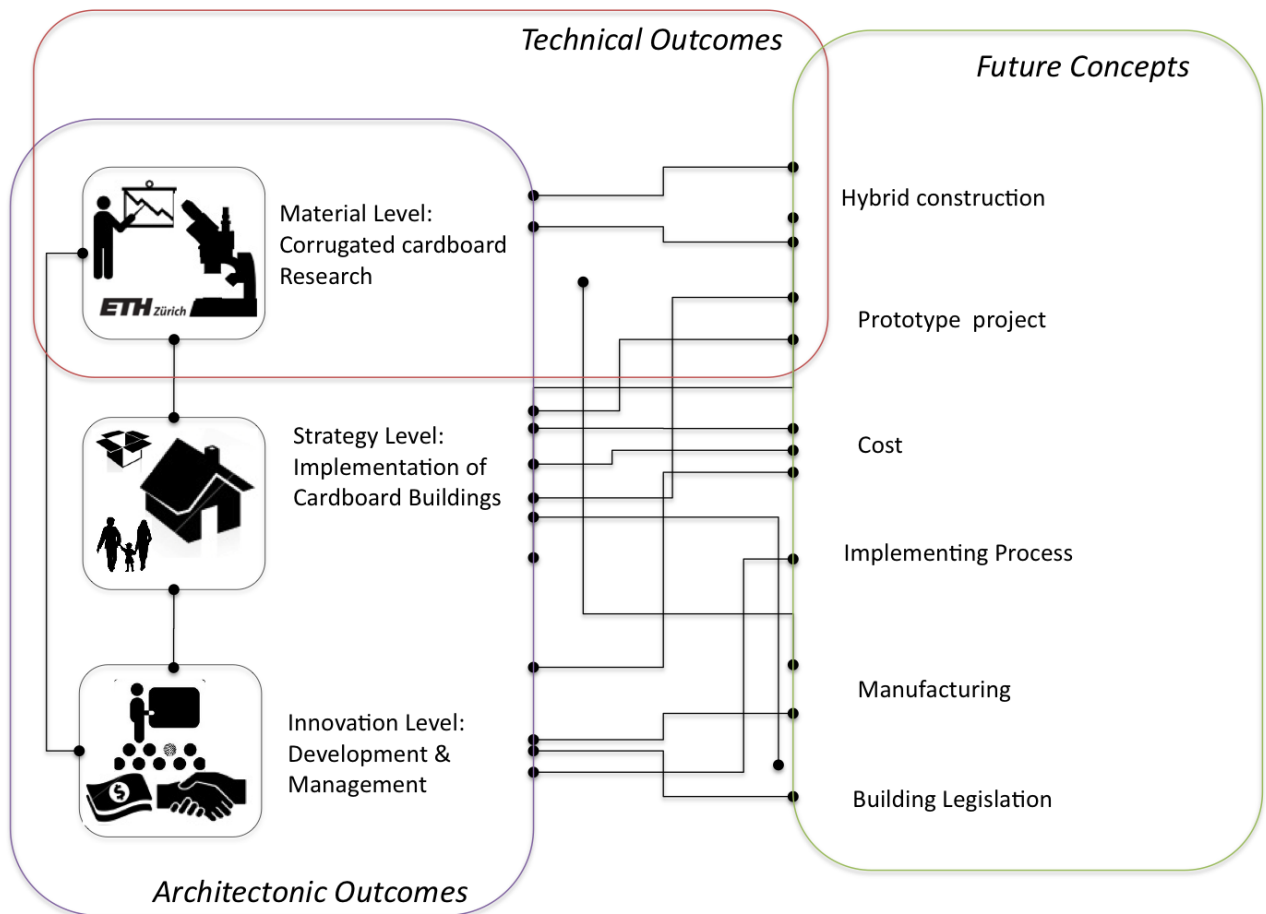 Technical Outcomes
Future Concepts
Material Level:
Corrugated cardboard
Research
ETH Zürich
Hybrid construction
Prototype project
Strategy Level:
Implementation of
Cardboard Buildings
Cost
Implementing Process
Innovation Level:
Development &
Management
$
Manufacturing
Building Legislation
Architectonic Outcomes